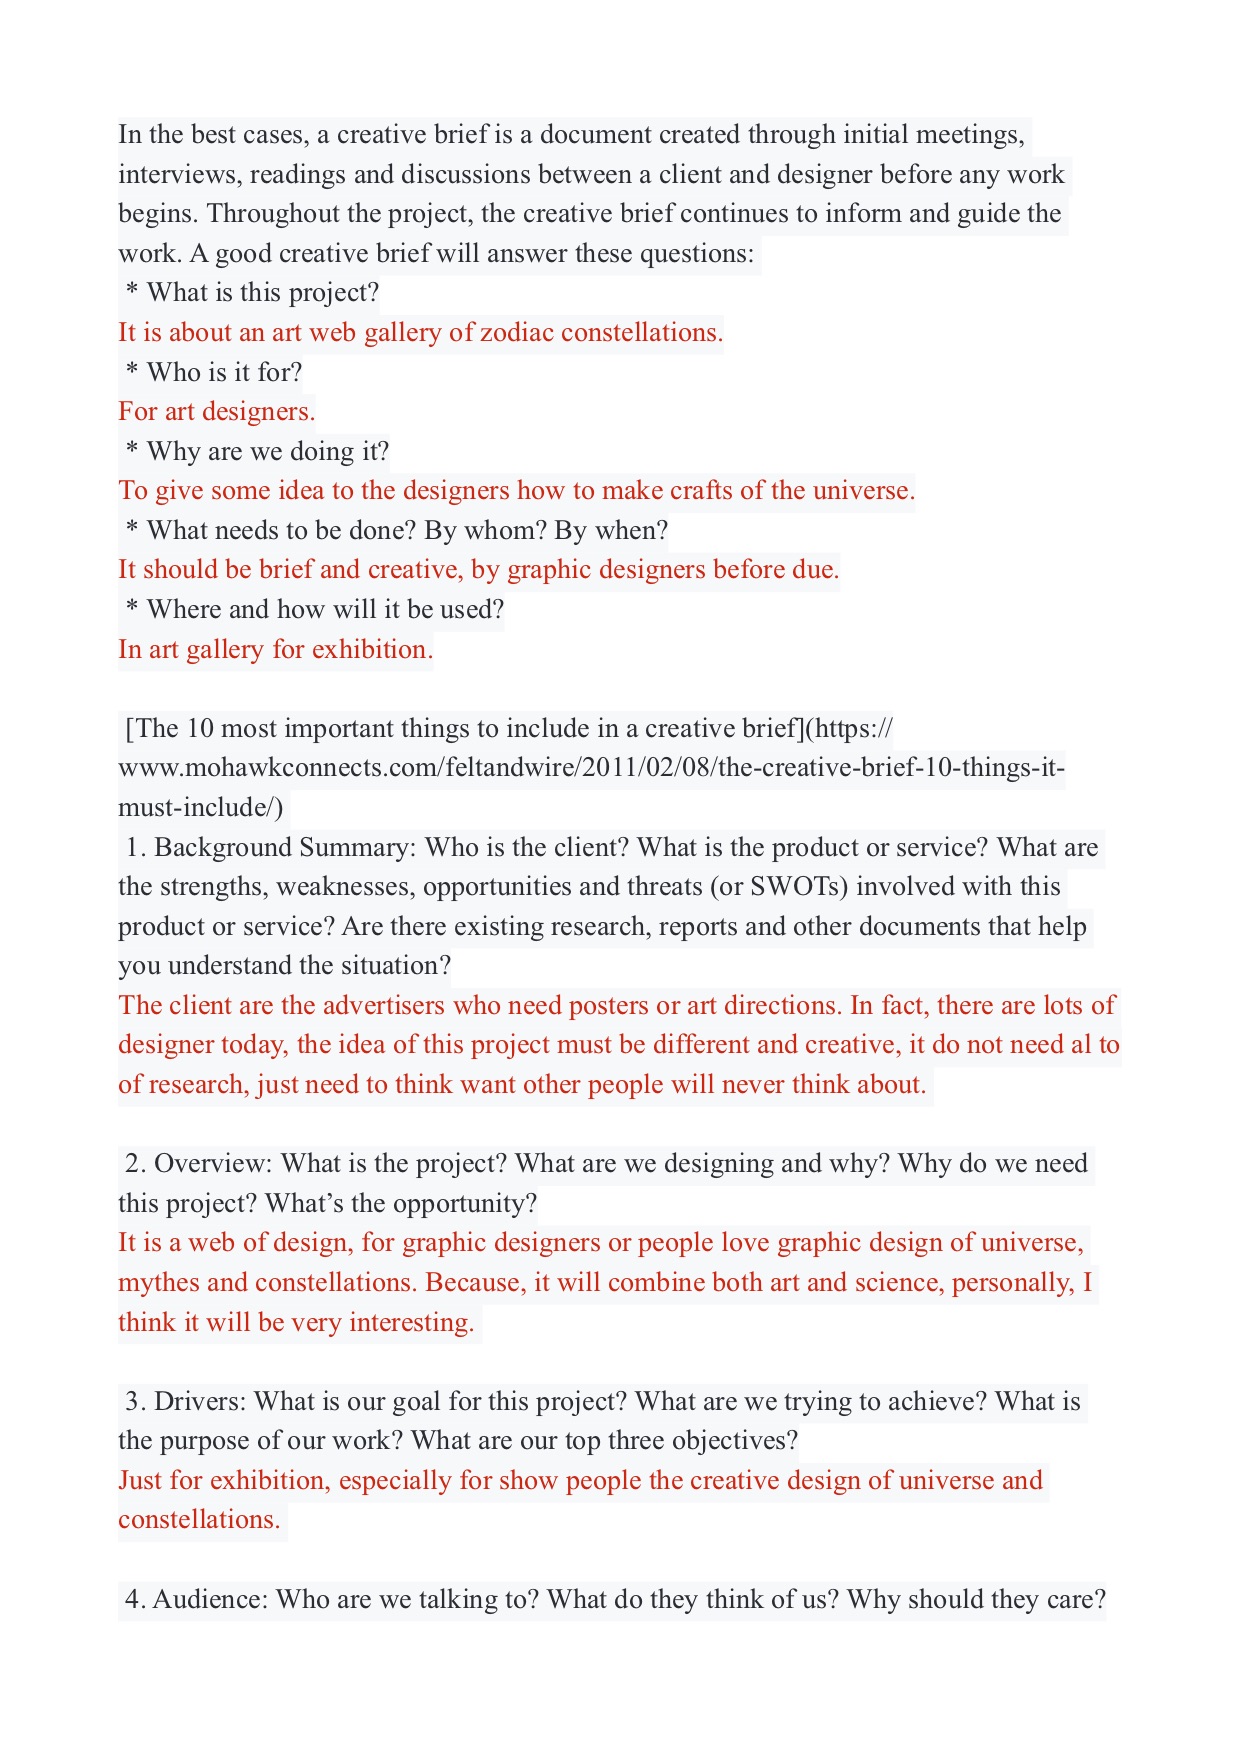 In the best cases, a creative brief is a document created through initial meetings,
interviews, readings and discussions between a client and designer before any work
begins. Throughout the project, the creative brief continues to inform and guide the
work. A good creative brief will answer these questions:
* What is this project?
It is about an art web gallery of zodiac constellations.
* Who is it for?
For art designers.
* Why are we doing it?
To give some idea to the designers how to make crafts of the universe.
* What needs to be done? By whom? By when?
It should be brief and creative, by graphic designers before due.
* Where and how will it be used?
In art gallery for exhibition.
[The 10 most important things to include in a creative brief](https://
www.mohawkconnects.com/feltandwire/2011/02/08/the-creative-brief-10-things-it-
must-include/)
1. Background Summary: Who is the client? What is the product or service? What are
the strengths, weaknesses, opportunities and threats (or SWOTs) involved with this
product or service? Are there existing research, reports and other documents that help
you understand the situation?
The client are the advertisers who need posters or art directions. In fact, there are lots of
designer today, the idea of this project must be different and creative, it do not need al to
of research, just need to think want other people will never think about.
2. Overview: What is the project? What are we designing and why? Why do we need
this project? What’s the opportunity?
It is a web of design, for graphic designers or people love graphic design of universe,
mythes and constellations. Because, it will combine both art and science, personally, I
think it will be very interesting.
3. Drivers: What is our goal for this project? What are we trying to achieve? What is
the purpose of our work? What are our top three objectives?
Just for exhibition, especially for show people the creative design of universe and
constellations.
4. Audience: Who are we talking to? What do they think of us? Why should they care?